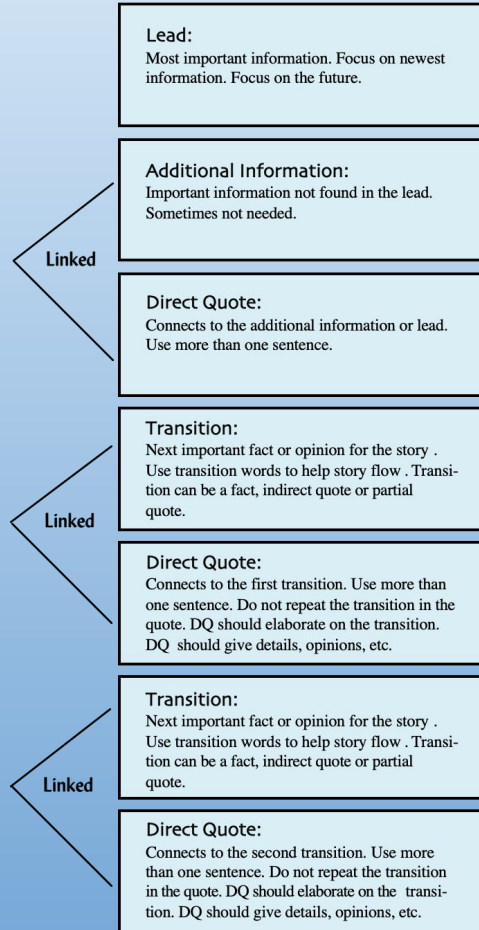 Lead:
Most important information. Focus on newest
information. Focus on the future.
Additional Information:
Important information not found in the lead.
Sometimes not needed.
Linked
Direct Quote:
Connects to the additional information or lead.
Use more than one sentence.
Transition:
Next important fact or opinion for the story .
Use transition words to help story flow . Transi-
tion can be a fact, indirect quote or partial
quote.
Linked
Direct Quote:
Connects to the first transition. Use more than
one sentence. Do not repeat the transition in the
quote. DQ should elaborate on the transition.
DQ  should give details, opinions, etc.
Transition:
Next important fact or opinion for the story .
Use transition words to help story flow . Transi-
tion can be a fact, indirect quote or partial
quote.
Linked
Direct Quote:
Connects to the second transition. Use more
than one sentence. Do not repeat the transition
in the quote. DQ should elaborate on the  transi-
tion. DQ should give details, opinions, etc.